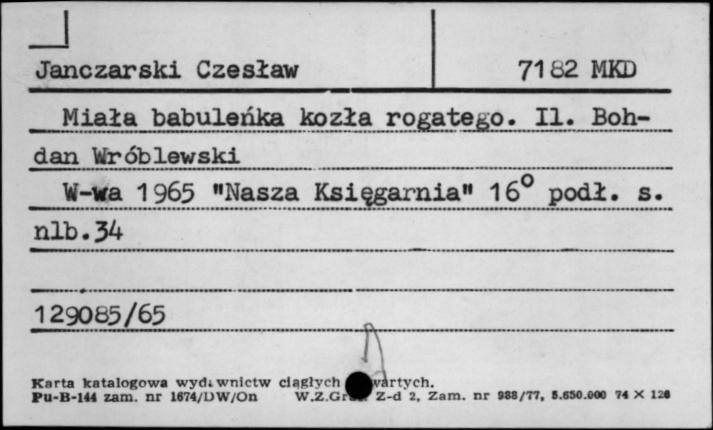 Janczarski Czesław 7182 MKD
Miała babuleńka kozła rogatego. Il. Boh-
dan Wróblewski
W-wa 1965 "Nasza Księgarnia" 16° podł. s.
nlb.34
129085/65
Karta katalogowa wydawnictw ciągłych
Pu-B-144 zam. nr 1674/DW/On W.Z.Graf. Z-d 2, Zam. nr 988/77, 5.650.000 74 × 126